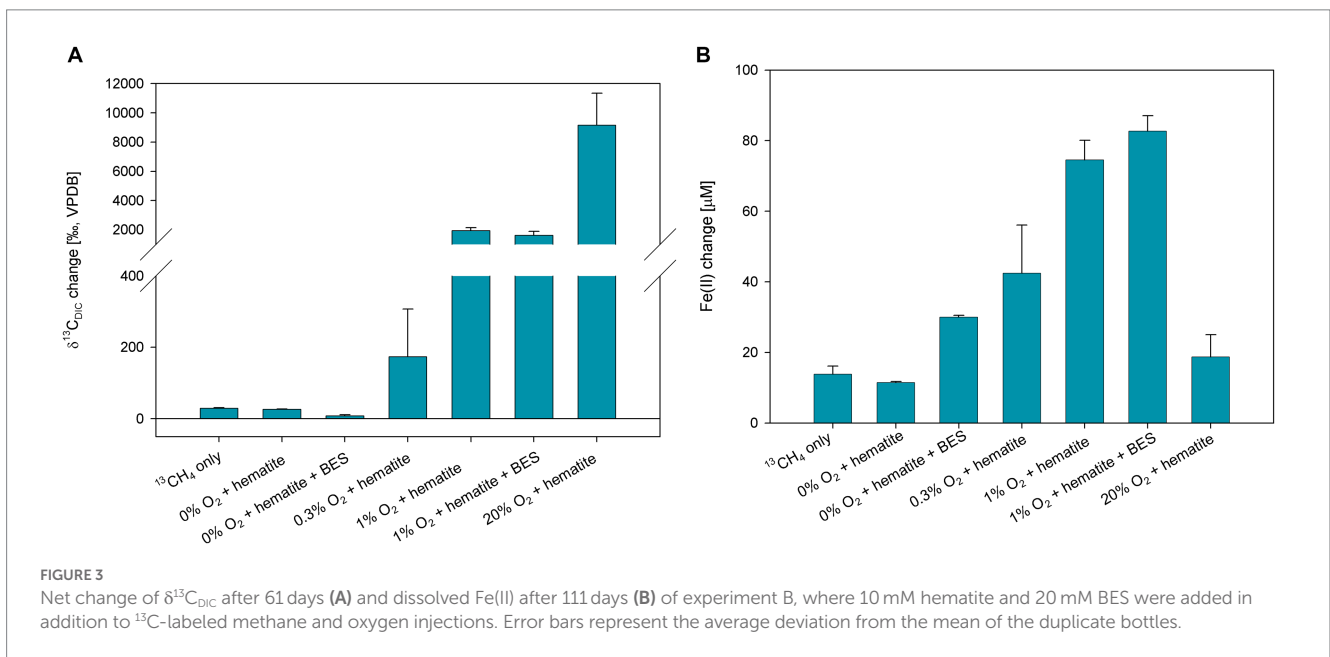 A
12000
10000
8000
6000
4000
2000
400
200
0
δ¹³C_DIC change [‰, VPDB]
¹³CH₄ only
0% O₂ + hematite
0% O₂ + hematite + BES
0.3% O₂ + hematite
1% O₂ + hematite
1% O₂ + hematite + BES
20% O₂ + hematite
B
100
80
60
40
20
0
Fe(II) change [μM]
¹³CH₄ only
0% O₂ + hematite
0% O₂ + hematite + BES
0.3% O₂ + hematite
1% O₂ + hematite
1% O₂ + hematite + BES
20% O₂ + hematite
FIGURE 3
Net change of δ¹³C_DIC after 61 days (A) and dissolved Fe(II) after 111 days (B) of experiment B, where 10 mM hematite and 20 mM BES were added in
addition to ¹³C-labeled methane and oxygen injections. Error bars represent the average deviation from the mean of the duplicate bottles.